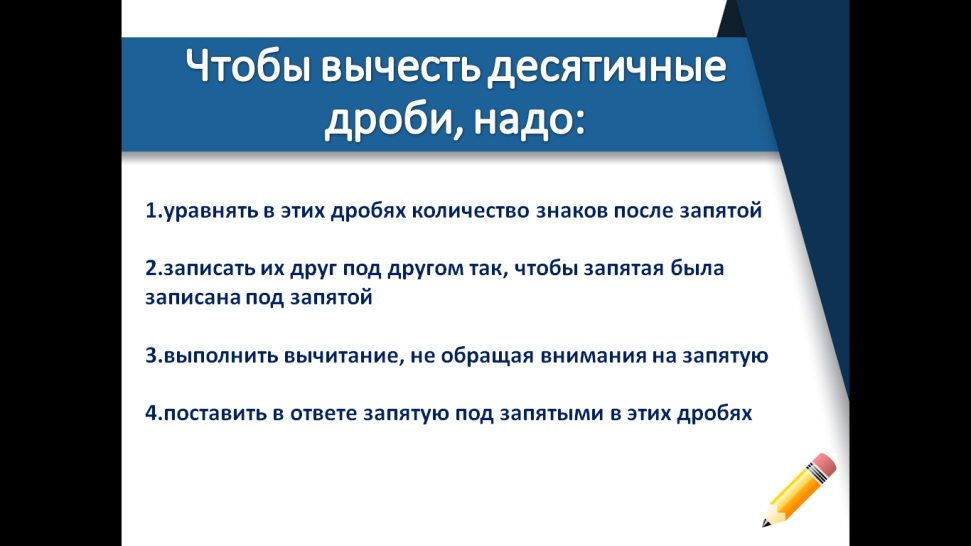 Чтобы вычесть десятичные
дроби, надо:
1.уравнять в этих дробях количество знаков после запятой
2.записать их друг под другом так, чтобы запятая была
записана под запятой
3.выполнить вычитание, не обращая внимания на запятую
4.поставить в ответе запятую под запятыми в этих дробях